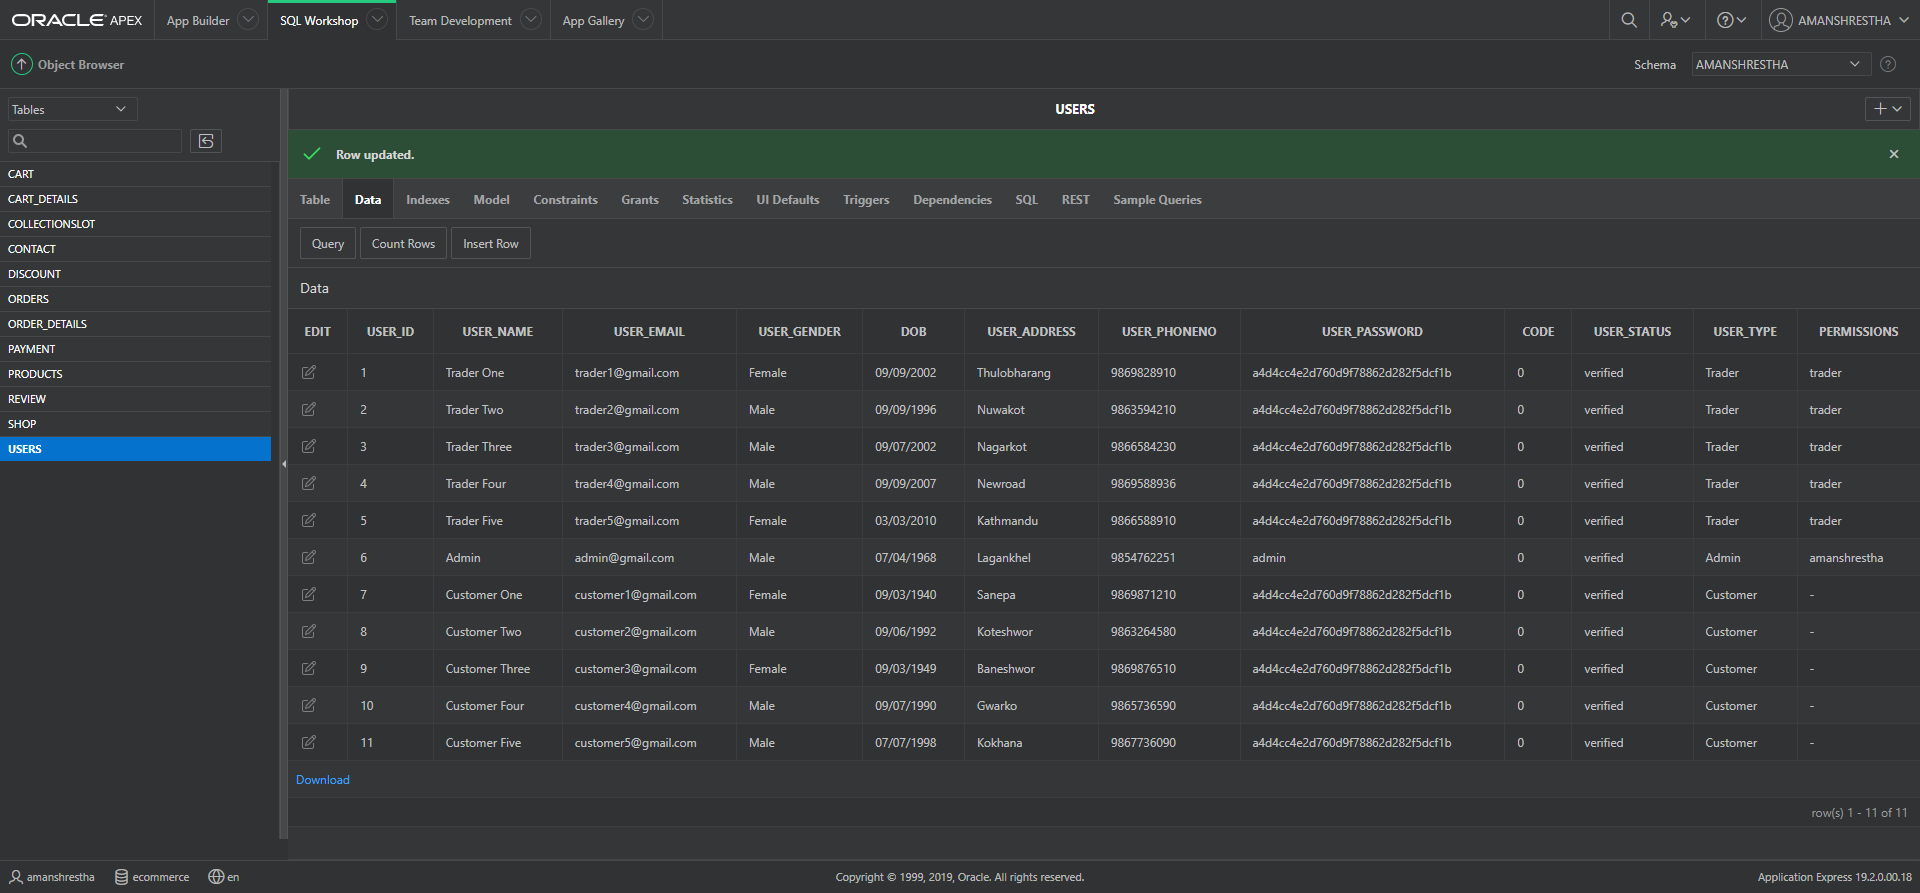 ORACLE APEX App Builder SQL Workshop Team Development App Gallery AMANSHRESTHA
Object Browser Schema AMANSHRESTHA
Tables
USERS
Row updated.
CART
CART_DETAILS
COLLECTIONSLOT
CONTACT
DISCOUNT
ORDERS
ORDER_DETAILS
PAYMENT
PRODUCTS
REVIEW
SHOP
USERS
Table Data Indexes Model Constraints Grants Statistics UI Defaults Triggers Dependencies SQL REST Sample Queries
Query Count Rows Insert Row
Data
EDIT USER_ID USER_NAME USER_EMAIL USER_GENDER DOB USER_ADDRESS USER_PHONENO USER_PASSWORD CODE USER_STATUS USER_TYPE PERMISSIONS
1 Trader One trader1@gmail.com Female 09/09/2002 Thulobharang 9869828910 a4d4cc4e2d760d9f78862d282f5dcf1b 0 verified Trader trader
2 Trader Two trader2@gmail.com Male 09/09/1996 Nuwakot 9863594210 a4d4cc4e2d760d9f78862d282f5dcf1b 0 verified Trader trader
3 Trader Three trader3@gmail.com Male 09/07/2002 Nagarkot 9866584230 a4d4cc4e2d760d9f78862d282f5dcf1b 0 verified Trader trader
4 Trader Four trader4@gmail.com Male 09/09/2007 Newroad 9869588936 a4d4cc4e2d760d9f78862d282f5dcf1b 0 verified Trader trader
5 Trader Five trader5@gmail.com Female 03/03/2010 Kathmandu 9866588910 a4d4cc4e2d760d9f78862d282f5dcf1b 0 verified Trader trader
6 Admin admin@gmail.com Male 07/04/1968 Lagankhel 9854762251 admin 0 verified Admin amanshrestha
7 Customer One customer1@gmail.com Female 09/03/1940 Sanepa 9869871210 a4d4cc4e2d760d9f78862d282f5dcf1b 0 verified Customer -
8 Customer Two customer2@gmail.com Male 09/06/1992 Koteshwor 9863264580 a4d4cc4e2d760d9f78862d282f5dcf1b 0 verified Customer -
9 Customer Three customer3@gmail.com Female 09/03/1949 Baneshwor 9869876510 a4d4cc4e2d760d9f78862d282f5dcf1b 0 verified Customer -
10 Customer Four customer4@gmail.com Male 09/07/1990 Gwarko 9865736590 a4d4cc4e2d760d9f78862d282f5dcf1b 0 verified Customer -
11 Customer Five customer5@gmail.com Male 07/07/1998 Kokhana 9867736090 a4d4cc4e2d760d9f78862d282f5dcf1b 0 verified Customer -
Download
row(s) 1 - 11 of 11
amanshrestha ecommerce en Copyright © 1999, 2019, Oracle. All rights reserved. Application Express 19.2.0.00.18